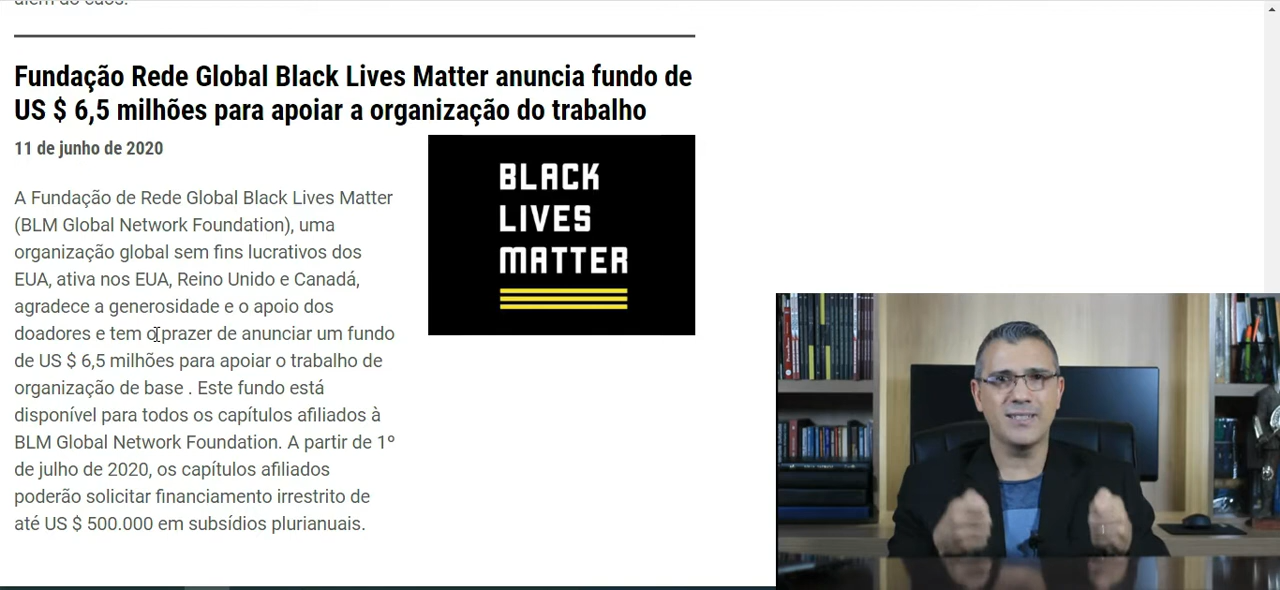 além do caos.
Fundação Rede Global Black Lives Matter anuncia fundo de
US $ 6,5 milhões para apoiar a organização do trabalho
11 de junho de 2020
A Fundação de Rede Global Black Lives Matter
(BLM Global Network Foundation), uma
organização global sem fins lucrativos dos
EUA, ativa nos EUA, Reino Unido e Canadá,
agradece a generosidade e o apoio dos
doadores e tem o prazer de anunciar um fundo
de US $ 6,5 milhões para apoiar o trabalho de
organização de base . Este fundo está
disponível para todos os capítulos afiliados à
BLM Global Network Foundation. A partir de 1º
de julho de 2020, os capítulos afiliados
poderão solicitar financiamento irrestrito de
até US $ 500.000 em subsídios plurianuais.
BLACK
LIVES
MATTER